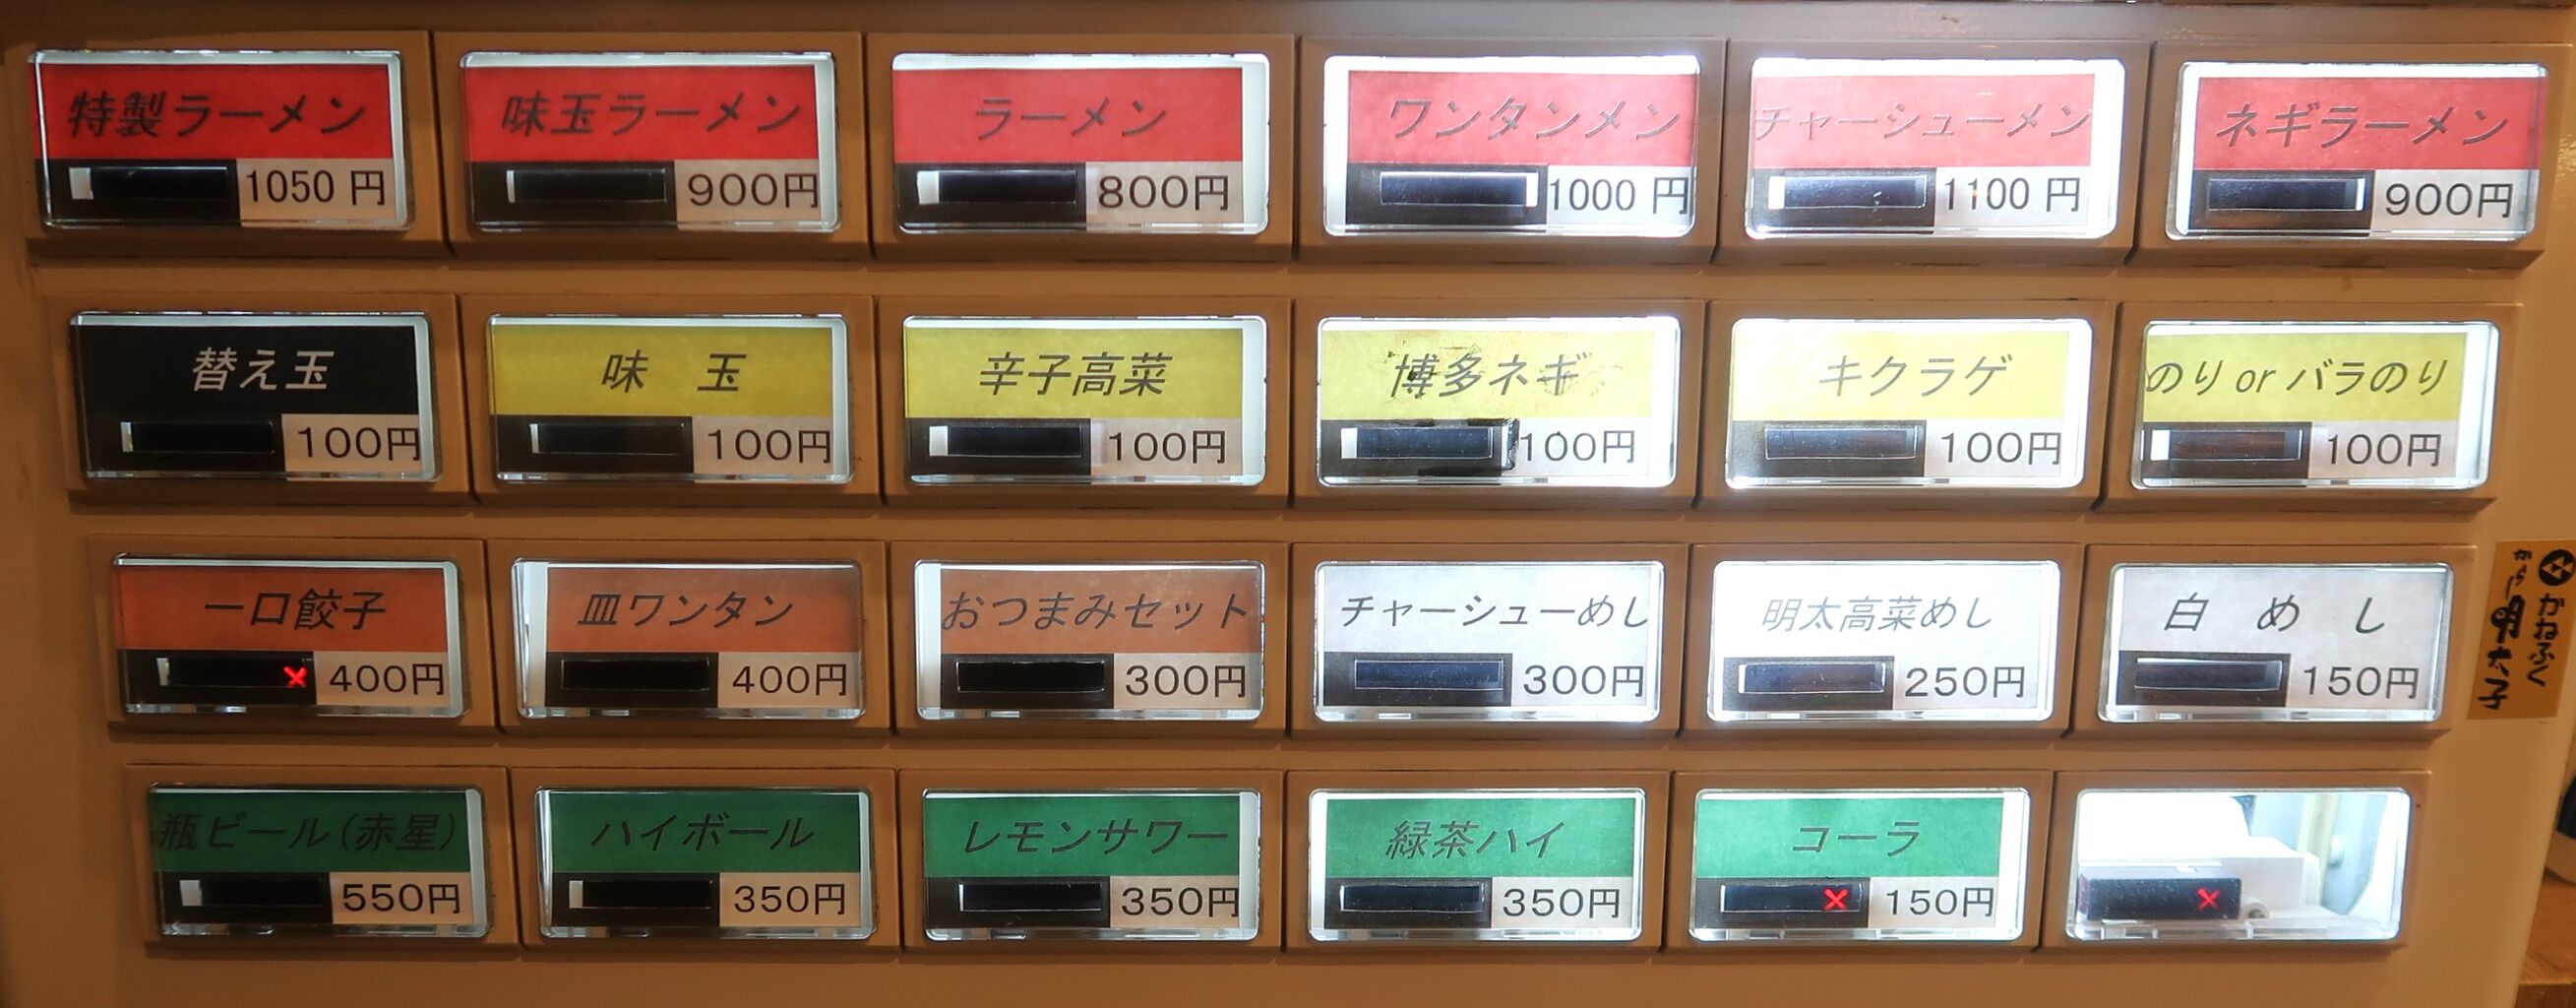 特製ラーメン
1050円
味玉ラーメン
900円
ラーメン
800円
ワンタンメン
1000円
チャーシューメン
1100円
ネギラーメン
900円
替え玉
100円
味 玉
100円
辛子高菜
100円
博多ネギ
100円
キクラゲ
100円
のり or バラのり
100円
一口餃子
400円
皿ワンタン
400円
おつまみセット
300円
チャーシューめし
300円
明太高菜めし
250円
白 め し
150円
かねふく
明太子
瓶ビール(赤星)
550円
ハイボール
350円
レモンサワー
350円
緑茶ハイ
350円
コーラ
150円